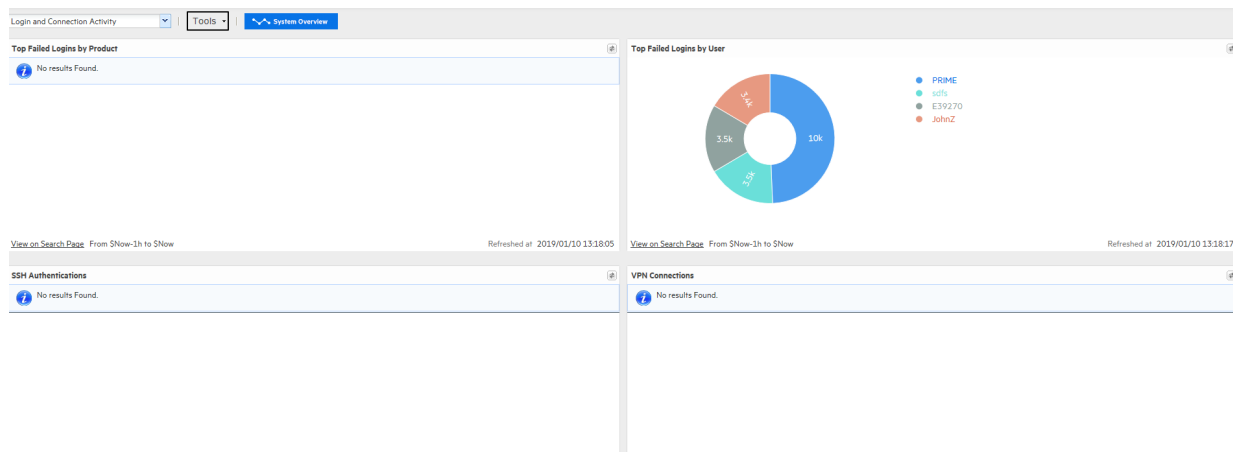 Login and Connection Activity
Tools
System Overview
Top Failed Logins by Product
No results Found.
View on Search Page From $Now-1h to $Now
Refreshed at 2019/01/10 13:18:05
Top Failed Logins by User
10k
3.5k
3.5k
3.4k
PRIME
sdfs
E39270
JohnZ
View on Search Page From $Now-1h to $Now
Refreshed at 2019/01/10 13:18:17
SSH Authentications
No results Found.
VPN Connections
No results Found.